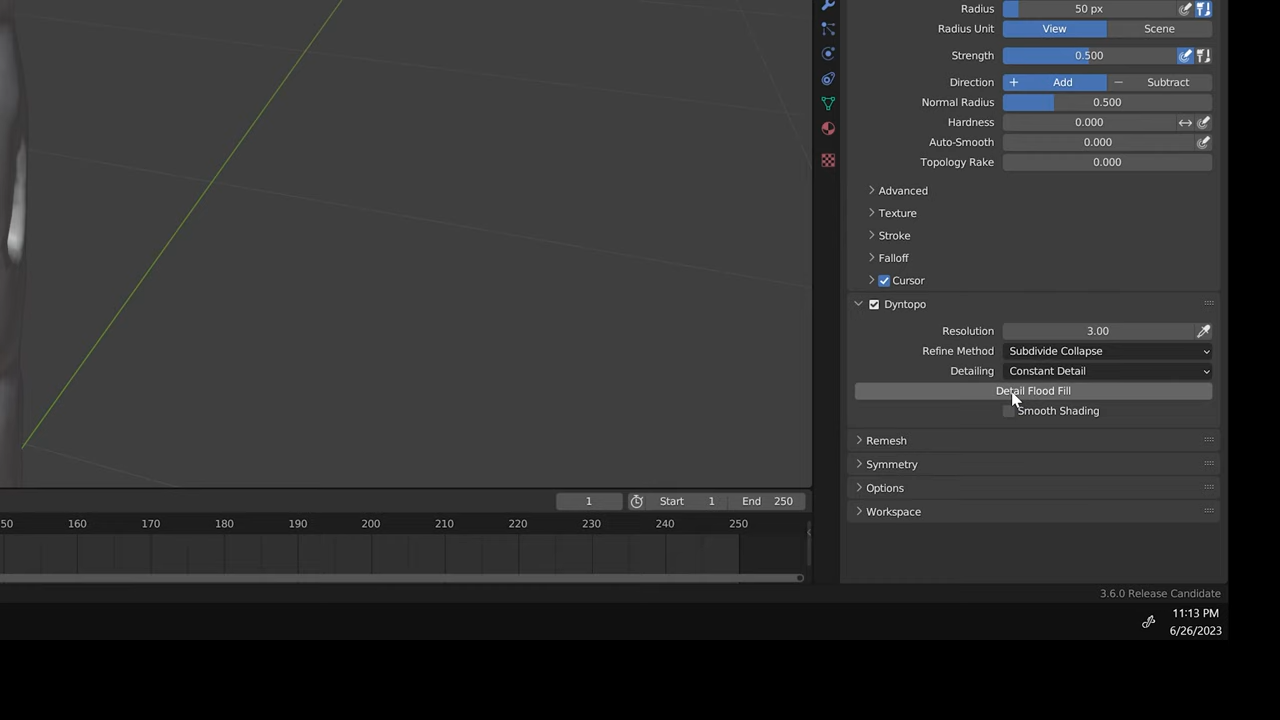 Radius 50 px
Radius Unit View Scene
Strength 0.500
Direction + Add − Subtract
Normal Radius 0.500
Hardness 0.000
Auto-Smooth 0.000
Topology Rake 0.000
Advanced
Texture
Stroke
Falloff
Cursor
Dyntopo
Resolution 3.00
Refine Method Subdivide Collapse
Detailing Constant Detail
Detail Flood Fill
Smooth Shading
Remesh
Symmetry
Options
Workspace
1 Start 1 End 250
50 160 170 180 190 200 210 220 230 240 250
3.6.0 Release Candidate
11:13 PM
6/26/2023